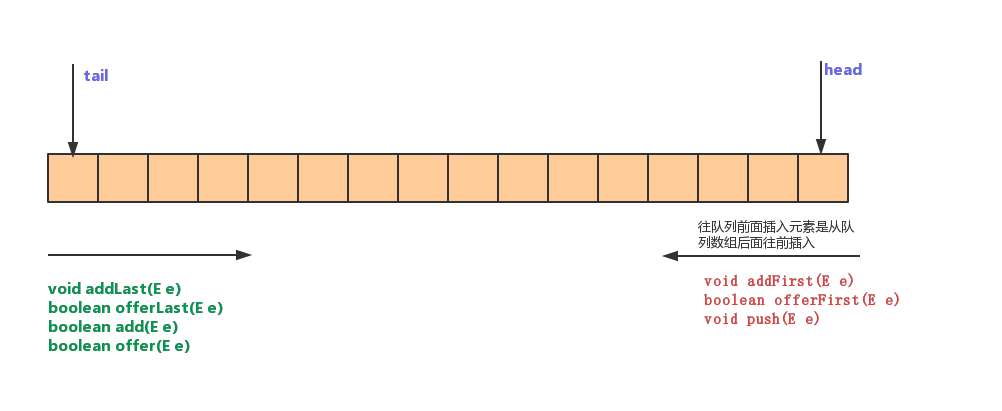 tail
head
往队列前面插入元素是从队
列数组后面往前插入
void addLast(E e)
boolean offerLast(E e)
boolean add(E e)
boolean offer(E e)
void addFirst(E e)
boolean offerFirst(E e)
void push(E e)